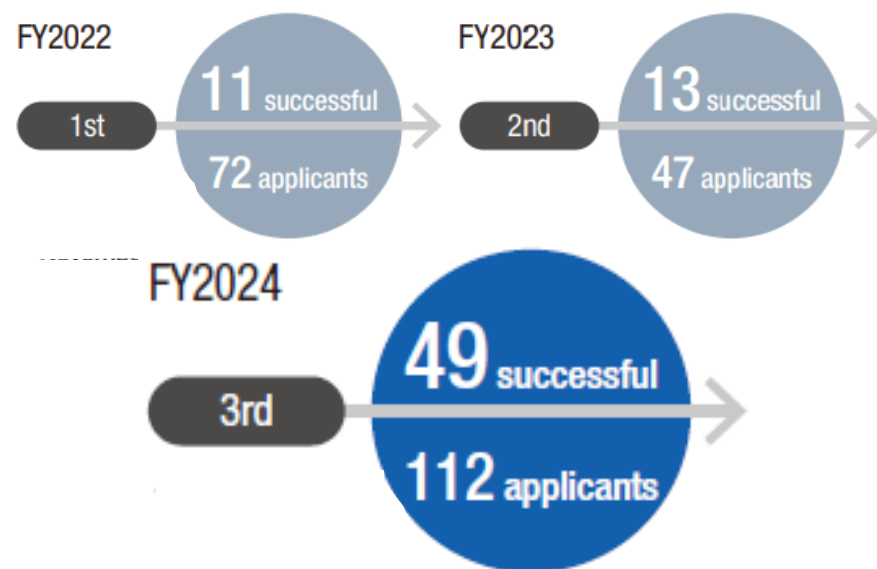 FY2022
1st
11 successful
72 applicants
FY2023
2nd
13 successful
47 applicants
FY2024
3rd
49 successful
112 applicants